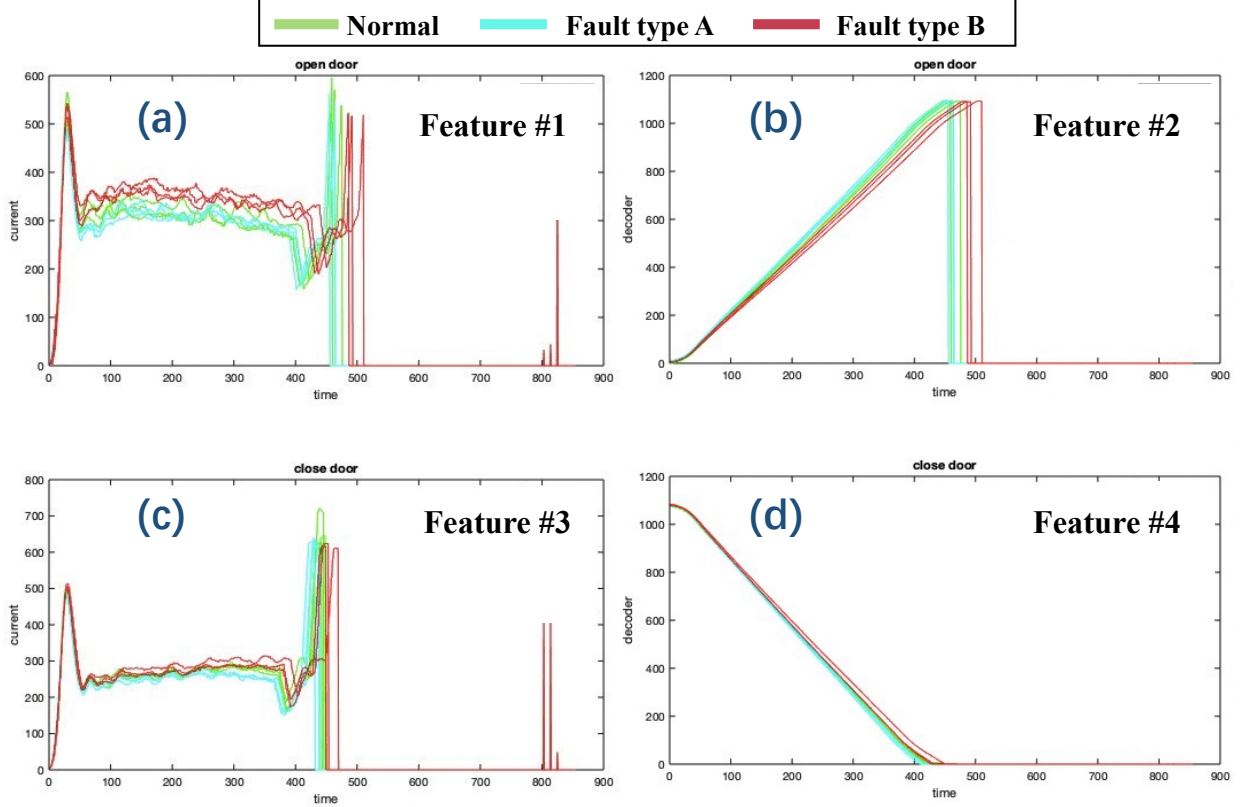 Normal Fault type A Fault type B
open door
(a)
Feature #1
current
600
500
400
300
200
100
0
0 100 200 300 400 500 600 700 800 900
time
open door
(b)
Feature #2
decoder
1200
1000
800
600
400
200
0
0 100 200 300 400 500 600 700 800 900
time
close door
(c)
Feature #3
current
800
700
600
500
400
300
200
100
0
0 100 200 300 400 500 600 700 800 900
time
close door
(d)
Feature #4
decoder
1200
1000
800
600
400
200
0
0 100 200 300 400 500 600 700 800 900
time